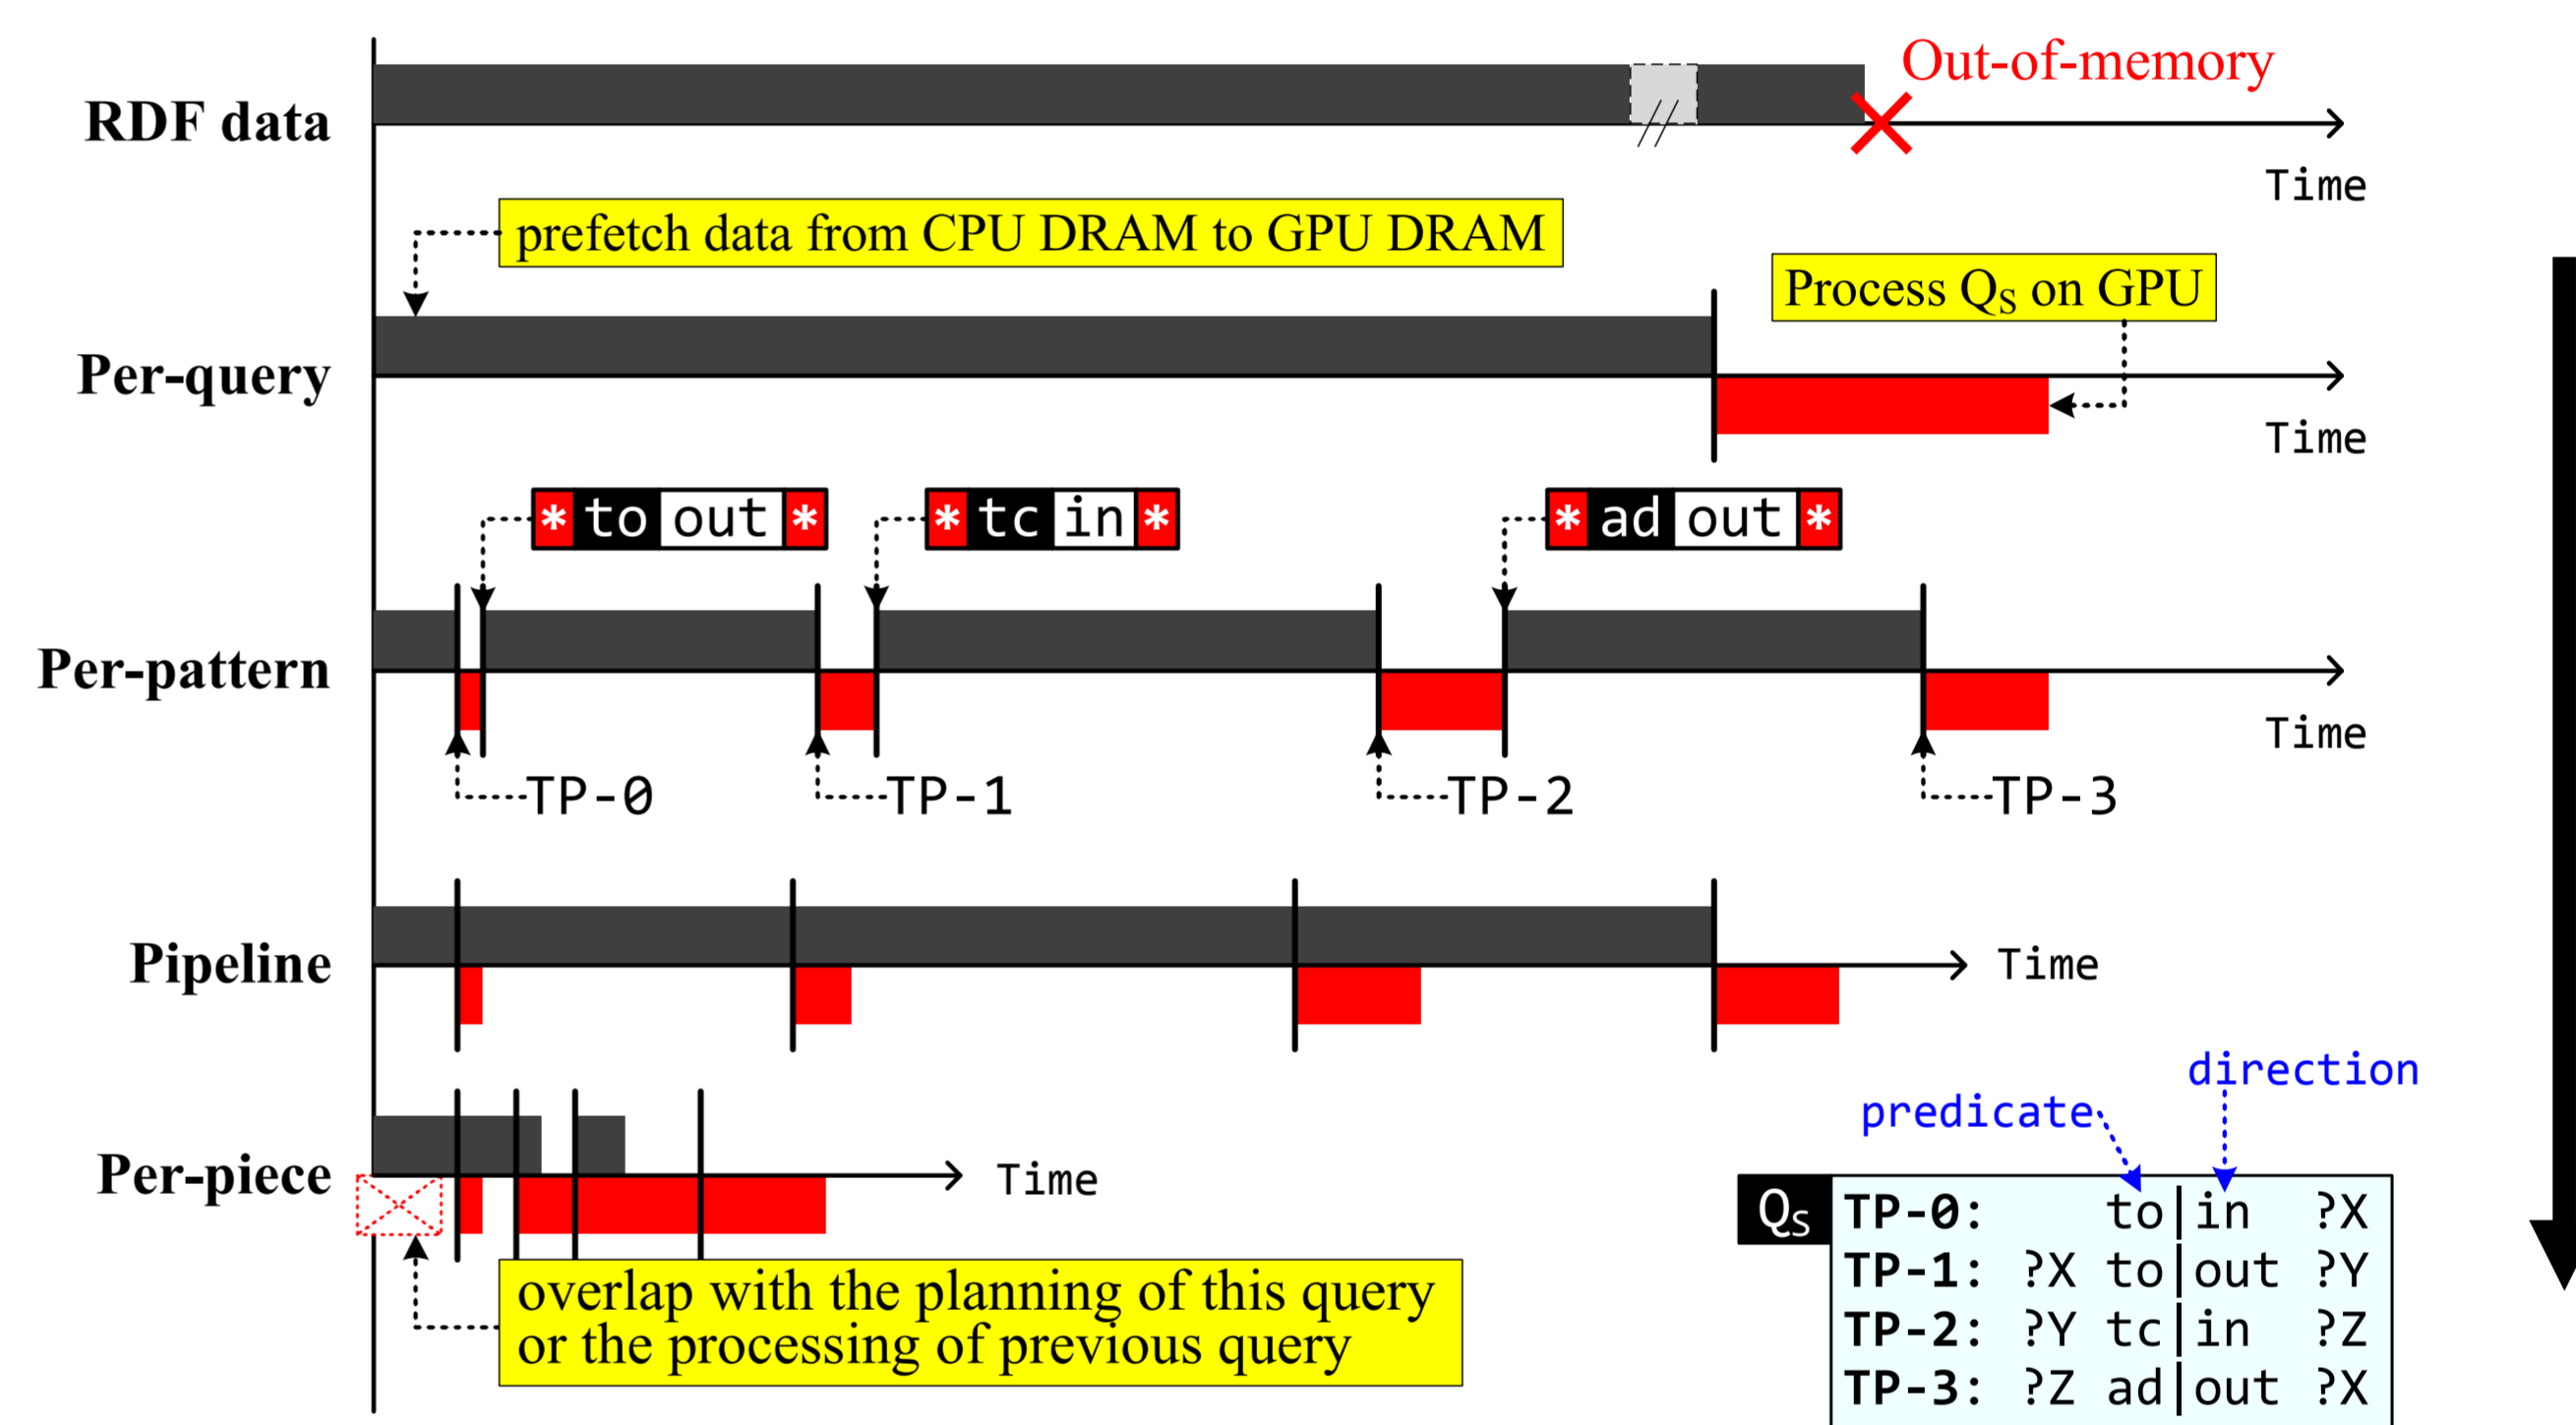 Out-of-memory
RDF data
Time
prefetch data from CPU DRAM to GPU DRAM
Process QS on GPU
Per-query
Time
* to out *
* tc in *
* ad out *
Per-pattern
Time
TP-0
TP-1
TP-2
TP-3
Pipeline
Time
direction
predicate
Per-piece
Time
QS
TP-0: to|in ?X
TP-1: ?X to|out ?Y
TP-2: ?Y tc|in ?Z
TP-3: ?Z ad|out ?X
overlap with the planning of this query
or the processing of previous query